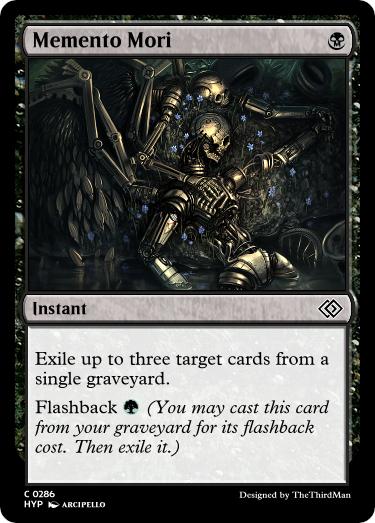 Memento Mori
Instant
Exile up to three target cards from a
single graveyard.
Flashback (You may cast this card
from your graveyard for its flashback
cost. Then exile it.)
C 0286
HYP ARCIPELLO
Designed by TheThirdMan